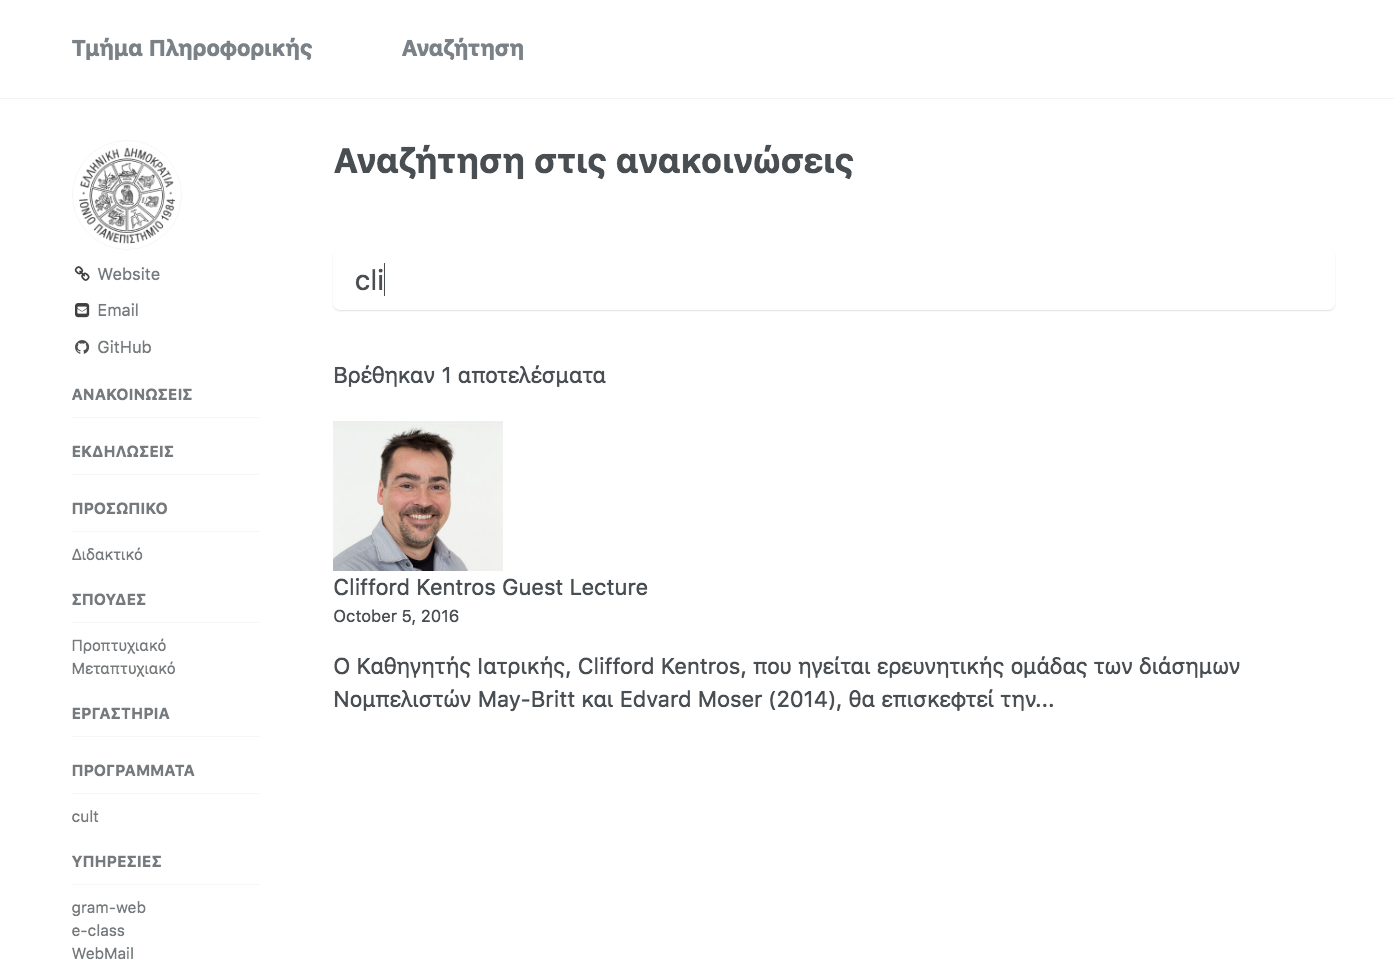 Τμήμα Πληροφορικής
Αναζήτηση
ΕΛΛΗΝΙΚΗ ΔΗΜΟΚΡΑΤΙΑ
ΙΟΝΙΟ ΠΑΝΕΠΙΣΤΗΜΙΟ 1984
Website
Email
GitHub
ΑΝΑΚΟΙΝΩΣΕΙΣ
ΕΚΔΗΛΩΣΕΙΣ
ΠΡΟΣΩΠΙΚΟ
Διδακτικό
ΣΠΟΥΔΕΣ
Προπτυχιακό
Μεταπτυχιακό
ΕΡΓΑΣΤΗΡΙΑ
ΠΡΟΓΡΑΜΜΑΤΑ
cult
ΥΠΗΡΕΣΙΕΣ
gram-web
e-class
WebMail
Αναζήτηση στις ανακοινώσεις
cli
Βρέθηκαν 1 αποτελέσματα
Clifford Kentros Guest Lecture
October 5, 2016
Ο Καθηγητής Ιατρικής, Clifford Kentros, που ηγείται ερευνητικής ομάδας των διάσημων
Νομπελιστών May-Britt και Edvard Moser (2014), θα επισκεφτεί την...